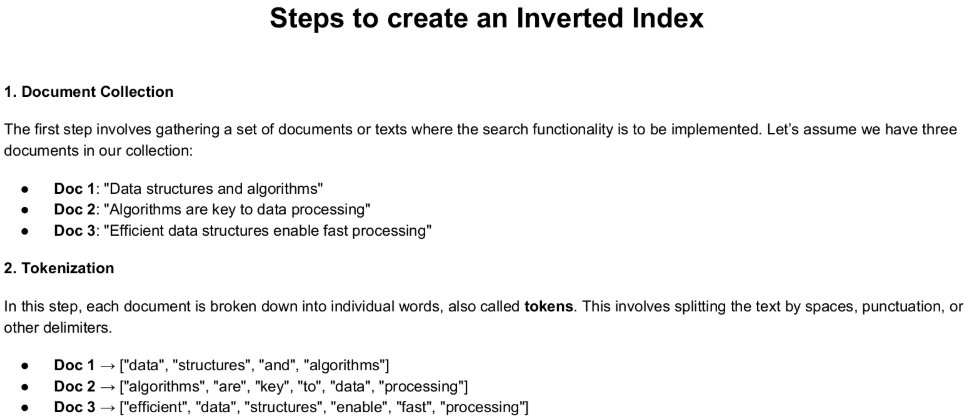 Steps to create an Inverted Index
1. Document Collection
The first step involves gathering a set of documents or texts where the search functionality is to be implemented. Let’s assume we have three
documents in our collection:
● Doc 1: "Data structures and algorithms"
● Doc 2: "Algorithms are key to data processing"
● Doc 3: "Efficient data structures enable fast processing"
2. Tokenization
In this step, each document is broken down into individual words, also called tokens. This involves splitting the text by spaces, punctuation, or
other delimiters.
● Doc 1 → ["data", "structures", "and", "algorithms"]
● Doc 2 → ["algorithms", "are", "key", "to", "data", "processing"]
● Doc 3 → ["efficient", "data", "structures", "enable", "fast", "processing"]